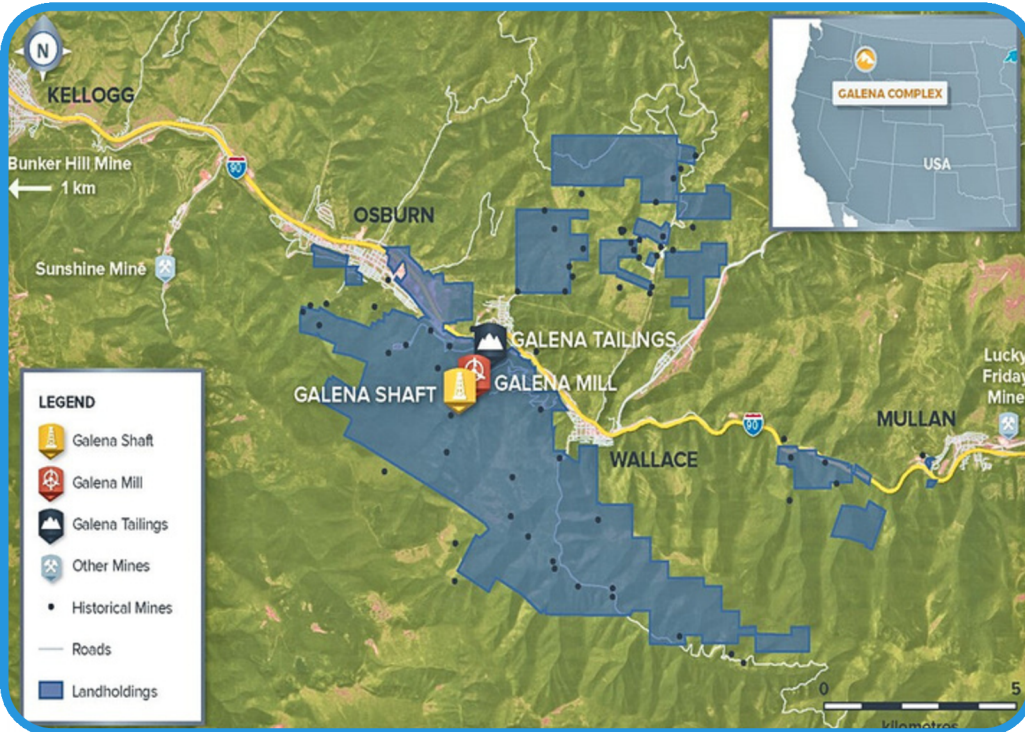 N
KELLOGG
Bunker Hill Mine
1 km
90
OSBURN
Sunshine Mine
GALENA COMPLEX
USA
GALENA TAILINGS
GALENA MILL
GALENA SHAFT
WALLACE
90
MULLAN
Lucky
Friday
Mine
LEGEND
Galena Shaft
Galena Mill
Galena Tailings
Other Mines
Historical Mines
Roads
Landholdings
0 5
kilometres